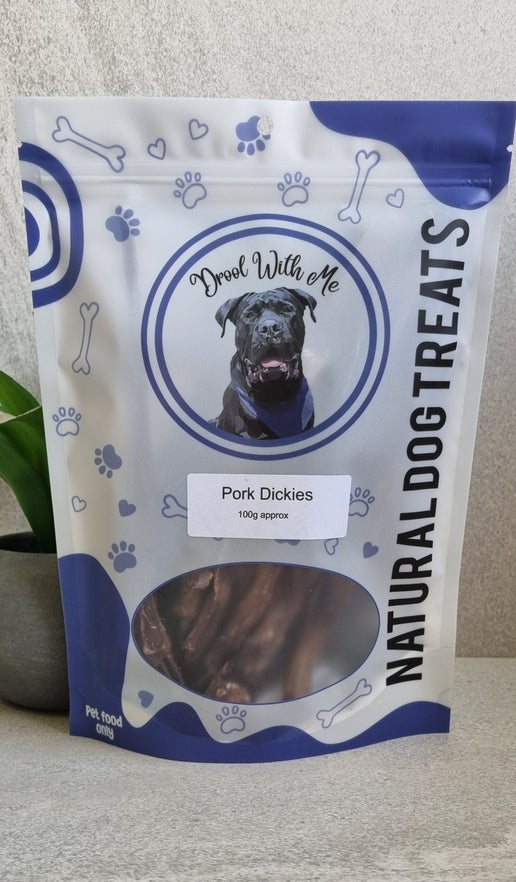 Drool With Me
NATURAL DOG TREATS
Pork Dickies
100g approx
Pet food
only